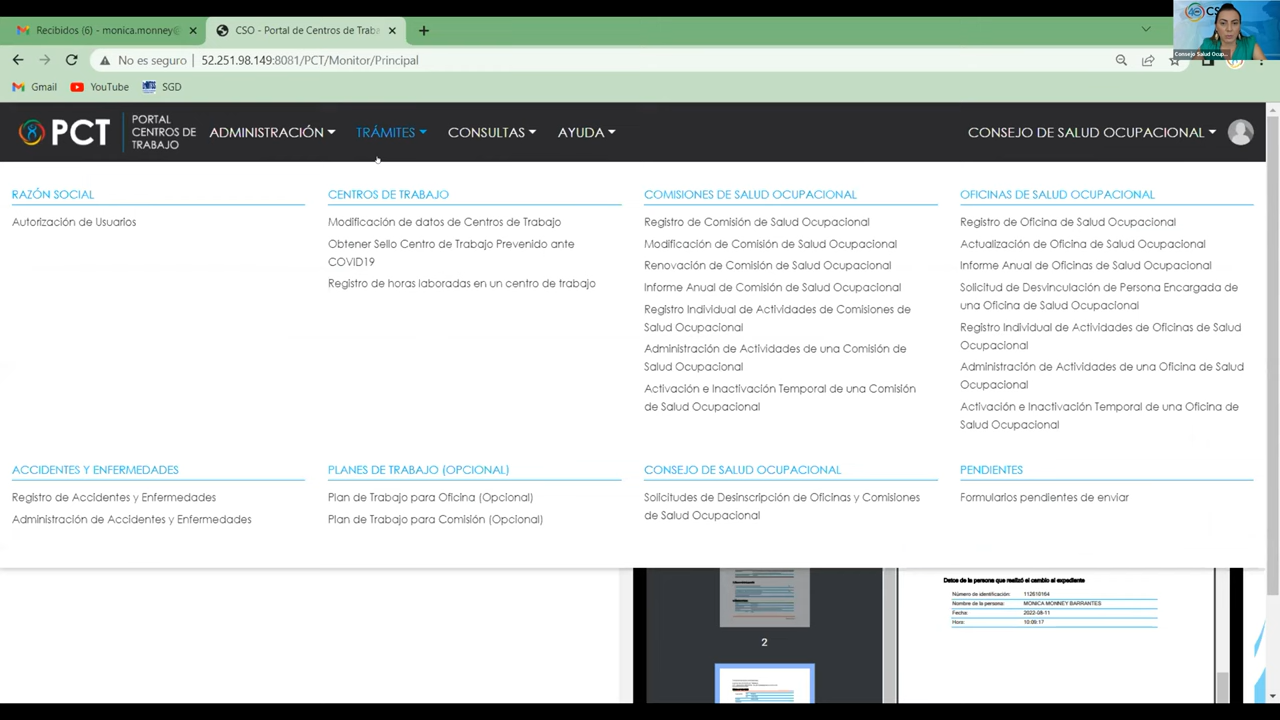 Recibidos (6) - monica.monney@
CSO - Portal de Centros de Traba
No es seguro
52.251.98.149:8081/PCT/Monitor/Principal
Gmail
YouTube
SGD
Consejo Salud Ocup...
PCT
PORTAL
CENTROS DE
TRABAJO
ADMINISTRACIÓN
TRÁMITES
CONSULTAS
AYUDA
CONSEJO DE SALUD OCUPACIONAL
RAZÓN SOCIAL
Autorización de Usuarios
CENTROS DE TRABAJO
Modificación de datos de Centros de Trabajo
Obtener Sello Centro de Trabajo Prevenido ante
COVID19
Registro de horas laboradas en un centro de trabajo
COMISIONES DE SALUD OCUPACIONAL
Registro de Comisión de Salud Ocupacional
Modificación de Comisión de Salud Ocupacional
Renovación de Comisión de Salud Ocupacional
Informe Anual de Comisión de Salud Ocupacional
Registro Individual de Actividades de Comisiones de
Salud Ocupacional
Administración de Actividades de una Comisión de
Salud Ocupacional
Activación e Inactivación Temporal de una Comisión
de Salud Ocupacional
OFICINAS DE SALUD OCUPACIONAL
Registro de Oficina de Salud Ocupacional
Actualización de Oficina de Salud Ocupacional
Informe Anual de Oficinas de Salud Ocupacional
Solicitud de Desvinculación de Persona Encargada de
una Oficina de Salud Ocupacional
Registro Individual de Actividades de Oficinas de Salud
Ocupacional
Administración de Actividades de una Oficina de Salud
Ocupacional
Activación e Inactivación Temporal de una Oficina de
Salud Ocupacional
ACCIDENTES Y ENFERMEDADES
Registro de Accidentes y Enfermedades
Administración de Accidentes y Enfermedades
PLANES DE TRABAJO (OPCIONAL)
Plan de Trabajo para Oficina (Opcional)
Plan de Trabajo para Comisión (Opcional)
CONSEJO DE SALUD OCUPACIONAL
Solicitudes de Desinscripción de Oficinas y Comisiones
de Salud Ocupacional
PENDIENTES
Formularios pendientes de enviar
2
Datos de la persona que realizó el cambio al expediente
Número de identificación: 112610164
Nombre de la persona: MONICA MONNEY BARRANTES
Fecha: 2022-08-11
Hora: 10:09:17